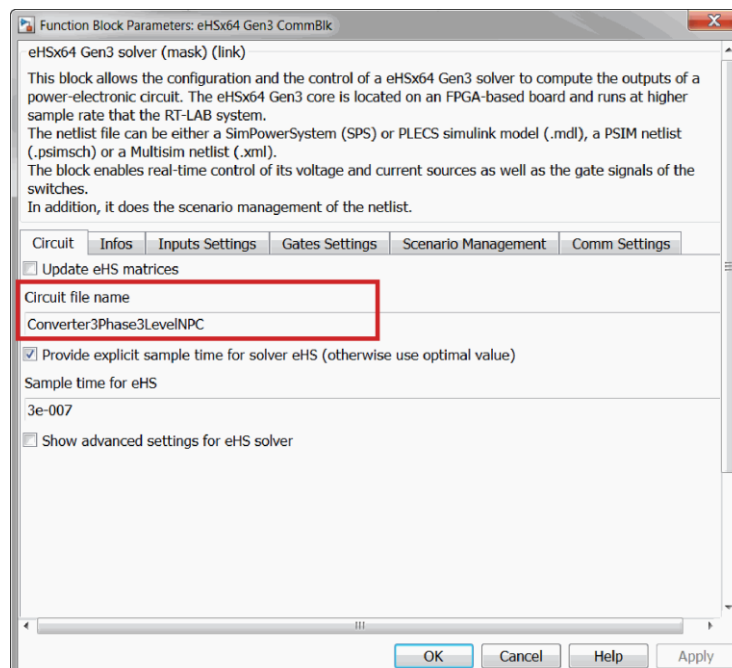 Function Block Parameters: eHSx64 Gen3 CommBlk
eHSx64 Gen3 solver (mask) (link)
This block allows the configuration and the control of a eHSx64 Gen3 solver to compute the outputs of a
power-electronic circuit. The eHSx64 Gen3 core is located on an FPGA-based board and runs at higher
sample rate that the RT-LAB system.
The netlist file can be either a SimPowerSystem (SPS) or PLECS simulink model (.mdl), a PSIM netlist
(.psimsch) or a Multisim netlist (.xml).
The block enables real-time control of its voltage and current sources as well as the gate signals of the
switches.
In addition, it does the scenario management of the netlist.
Circuit Infos Inputs Settings Gates Settings Scenario Management Comm Settings
Update eHS matrices
Circuit file name
Converter3Phase3LevelNPC
Provide explicit sample time for solver eHS (otherwise use optimal value)
Sample time for eHS
3e-007
Show advanced settings for eHS solver
OK Cancel Help Apply